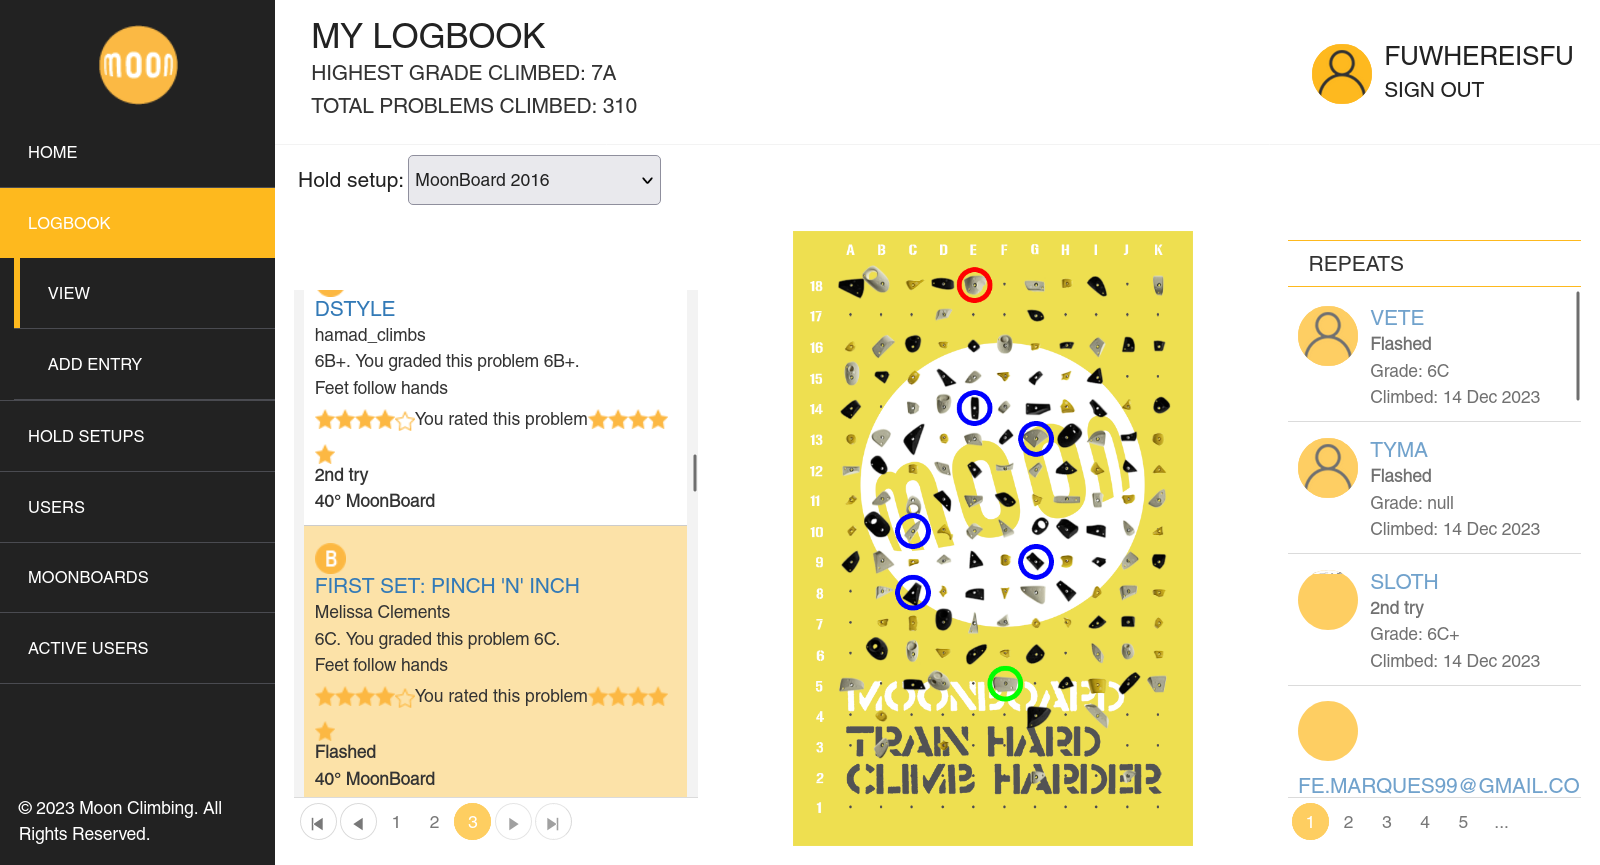 moon
HOME
LOGBOOK
VIEW
ADD ENTRY
HOLD SETUPS
USERS
MOONBOARDS
ACTIVE USERS
© 2023 Moon Climbing. All
Rights Reserved.
MY LOGBOOK
HIGHEST GRADE CLIMBED: 7A
TOTAL PROBLEMS CLIMBED: 310
FUWHEREISFU
SIGN OUT
Hold setup: MoonBoard 2016
DSTYLE
hamad_climbs
6B+. You graded this problem 6B+.
Feet follow hands
You rated this problem
2nd try
40° MoonBoard
B
FIRST SET: PINCH 'N' INCH
Melissa Clements
6C. You graded this problem 6C.
Feet follow hands
You rated this problem
Flashed
40° MoonBoard
1 2 3
A B C D E F G H I J K
18
17
16
15
14
13
12
11
10
9
8
7
6
5
4
3
2
1
moon
MOONBOARD
TRAIN HARD
CLIMB HARDER
REPEATS
VETE
Flashed
Grade: 6C
Climbed: 14 Dec 2023
TYMA
Flashed
Grade: null
Climbed: 14 Dec 2023
SLOTH
2nd try
Grade: 6C+
Climbed: 14 Dec 2023
FE.MARQUES99@GMAIL.CO
1 2 3 4 5 ...